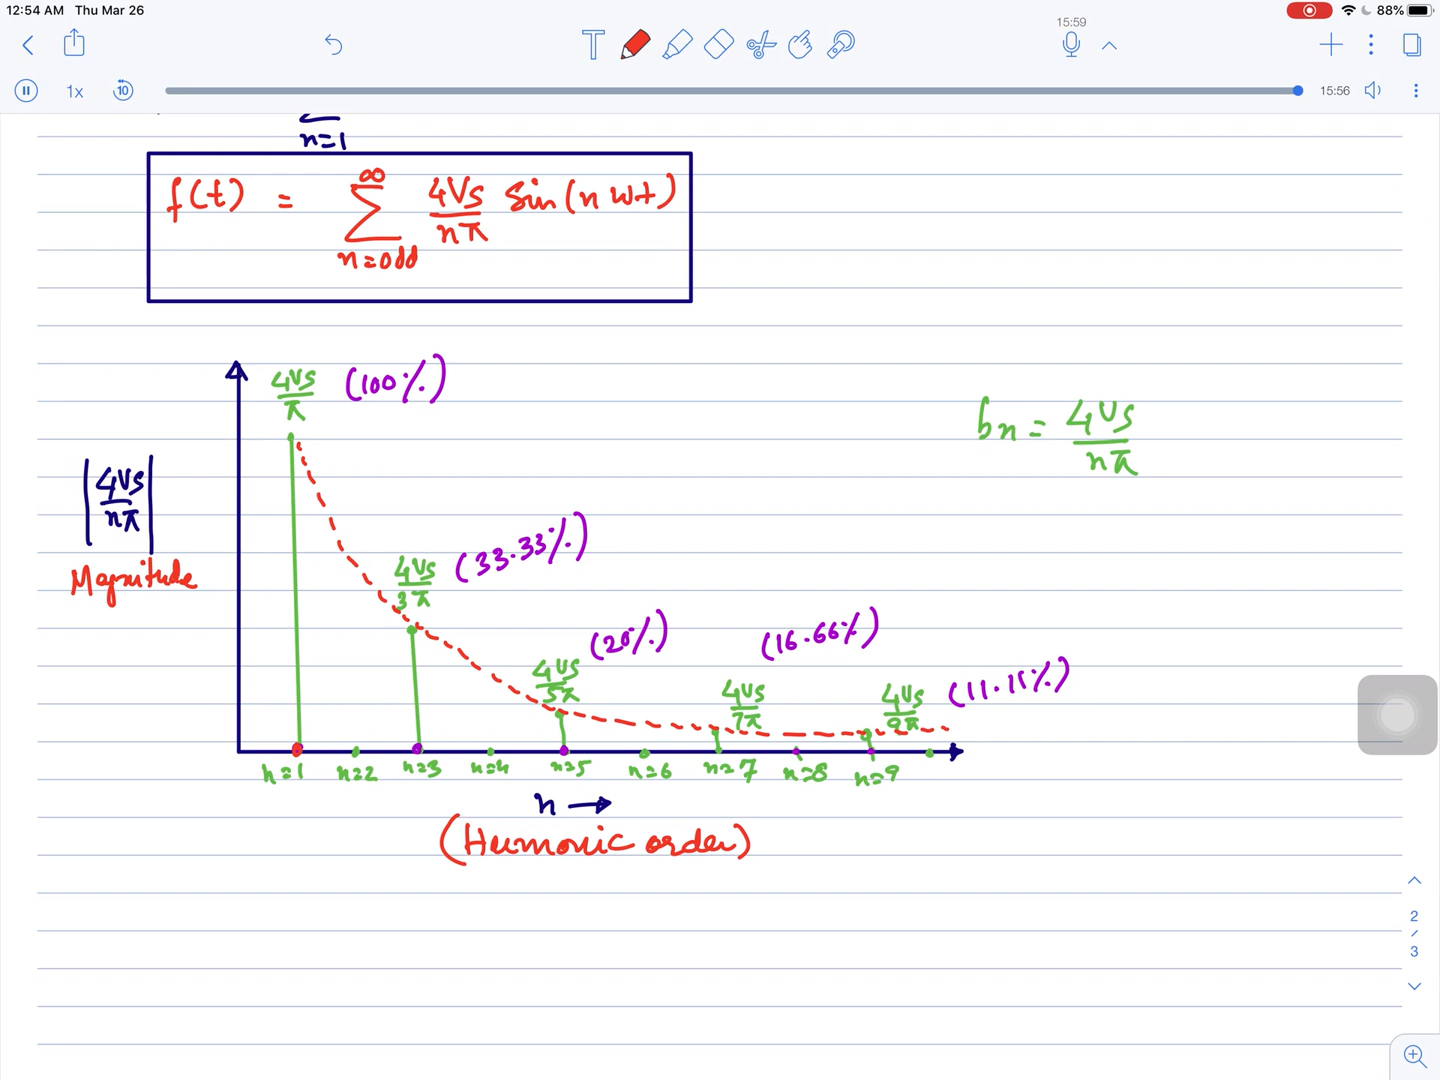 12:54 AM Thu Mar 26
88%
15:59
1x
10
15:56
n=1
f(t) = ∞∑n=odd 4Vs/nπ sin(nωt)
4Vs/π (100%)
bn = 4Vs/nπ
|4Vs/nπ|
Magnitude
4Vs/3π (33.33%)
4Vs/5π (20%)
4Vs/7π (16.66%)
4Vs/9π (11.11%)
n=1 n=2 n=3 n=4 n=5 n=6 n=7 n=8 n=9
n →
(Hurmonic order)
2
/
3